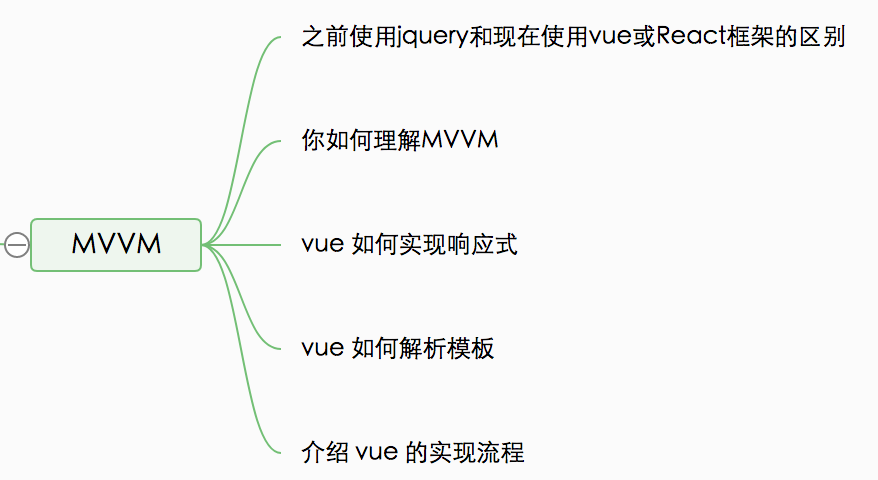 之前使用jquery和现在使用vue或React框架的区别
你如何理解MVVM
MVVM
vue 如何实现响应式
vue 如何解析模板
介绍 vue 的实现流程